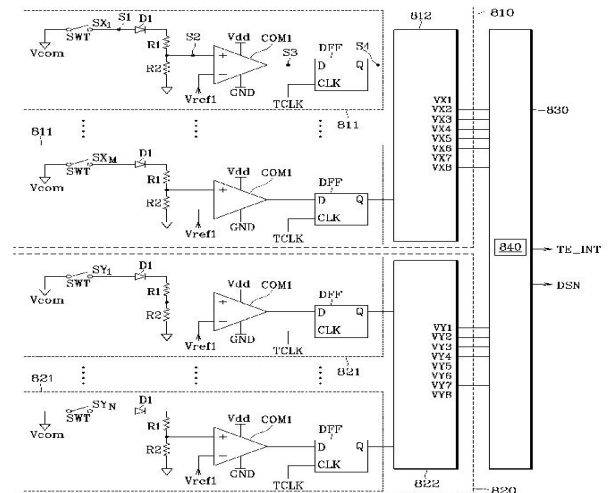 S1 D1 812 810
SX1
SWT
Vcom
R1
R2
S2
Vdd
COM1
S3
DFF
S4
D Q
CLK
GND
Vref1
TCLK
811
811
VX1
VX2
VX3
VX4
VX5
VX6
VX7
VX8
830
SXM
D1
SWT
Vcom
R1
R2
Vdd
COM1
DFF
D Q
CLK
GND
Vref1
TCLK
840
TE_INT
DSN
SY1
D1
SWT
Vcom
R1
R2
Vdd
COM1
DFF
D Q
CLK
GND
Vref1
TCLK
821
821
VY1
VY2
VY3
VY4
VY5
VY6
VY7
VY8
SYN
D1
SWT
Vcom
R1
R2
Vdd
COM1
DFF
D Q
CLK
GND
Vref1
TCLK
822
820